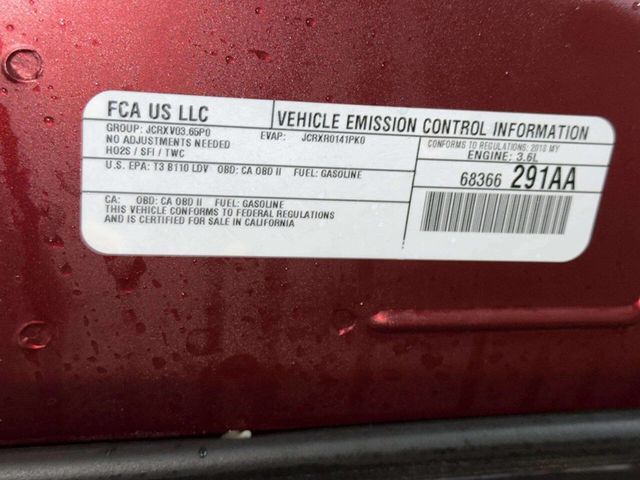 FCA US LLC
VEHICLE EMISSION CONTROL INFORMATION
GROUP: JCRXV03.65P0
EVAP: JCRXR0141PK0
NO ADJUSTMENTS NEEDED
HO2S / SFI / TWC
CONFORMS TO REGULATIONS: 2018 MY
ENGINE: 3.6L
U.S. EPA: T3 B110 LDV OBD: CA OBD II FUEL: GASOLINE
68366 291AA
CA: OBD: CA OBD II FUEL: GASOLINE
THIS VEHICLE CONFORMS TO FEDERAL REGULATIONS
AND IS CERTIFIED FOR SALE IN CALIFORNIA